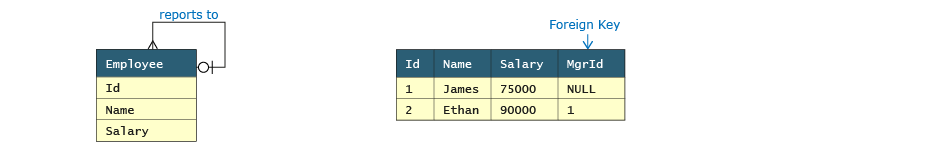 reports to
Employee
Id
Name
Salary
Foreign Key
Id Name Salary MgrId
1 James 75000 NULL
2 Ethan 90000 1